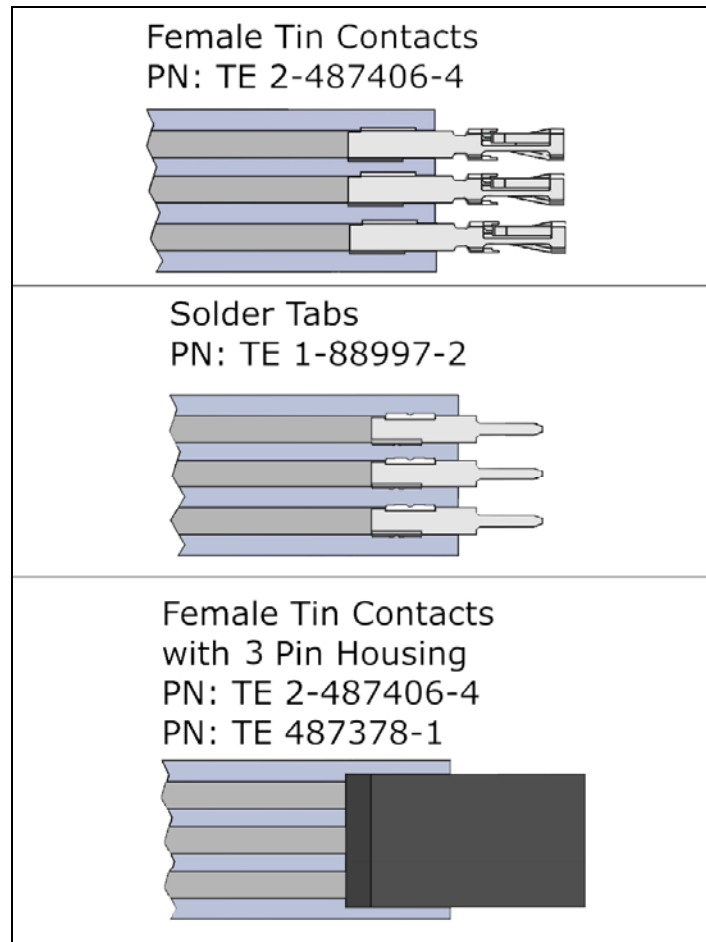 Female Tin Contacts
PN: TE 2-487406-4
Solder Tabs
PN: TE 1-88997-2
Female Tin Contacts
with 3 Pin Housing
PN: TE 2-487406-4
PN: TE 487378-1